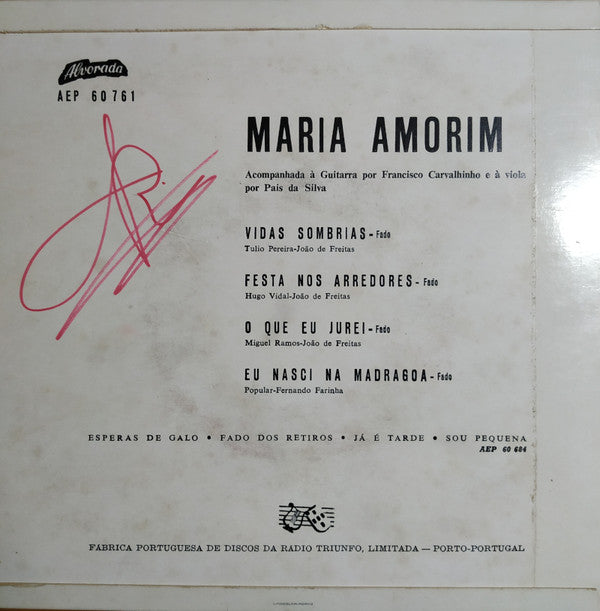 Alvorada
AEP 60761
MARIA AMORIM
Acompanhada à Guitarra por Francisco Carvalhinho e à viola
por Pais da Silva
VIDAS SOMBRIAS - Fado
Tulio Pereira-João de Freitas
FESTA NOS ARREDORES - Fado
Hugo Vidal-João de Freitas
O QUE EU JUREI - Fado
Miguel Ramos-João de Freitas
EU NASCI NA MADRAGOA - Fado
Popular-Fernando Farinha
ESPERAS DE GALO • FADO DOS RETIROS • JÁ É TARDE • SOU PEQUENA
AEP 60 684
FÁBRICA PORTUGUESA DE DISCOS DA RÁDIO TRIUNFO, LIMITADA — PORTO-PORTUGAL